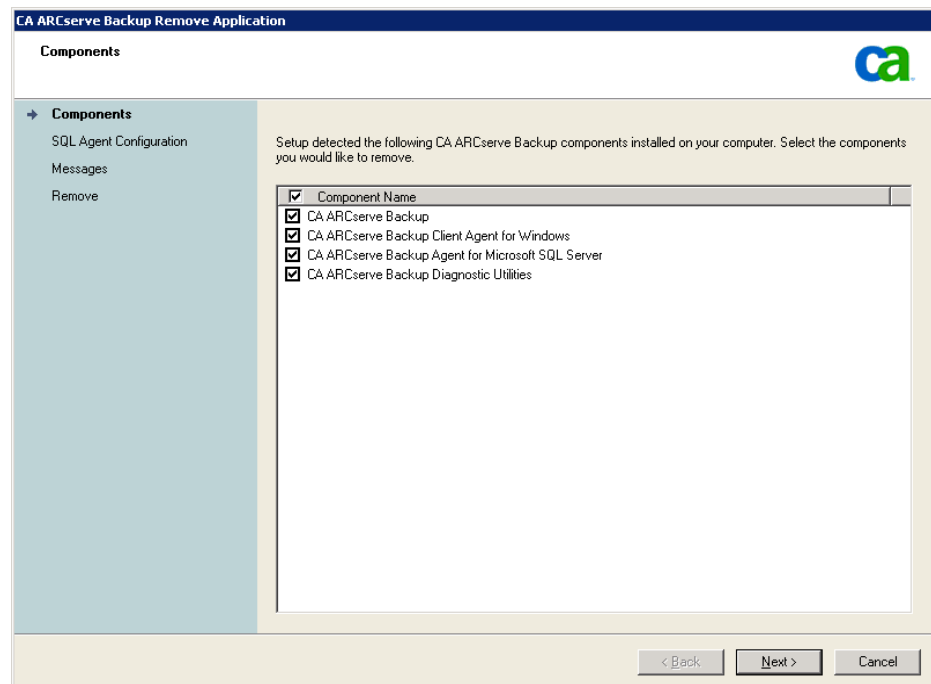 CA ARCserve Backup Remove Application
Components
ca
Components
SQL Agent Configuration
Messages
Remove
Setup detected the following CA ARCserve Backup components installed on your computer. Select the components
you would like to remove.
Component Name
CA ARCserve Backup
CA ARCserve Backup Client Agent for Windows
CA ARCserve Backup Agent for Microsoft SQL Server
CA ARCserve Backup Diagnostic Utilities
< Back
Next >
Cancel